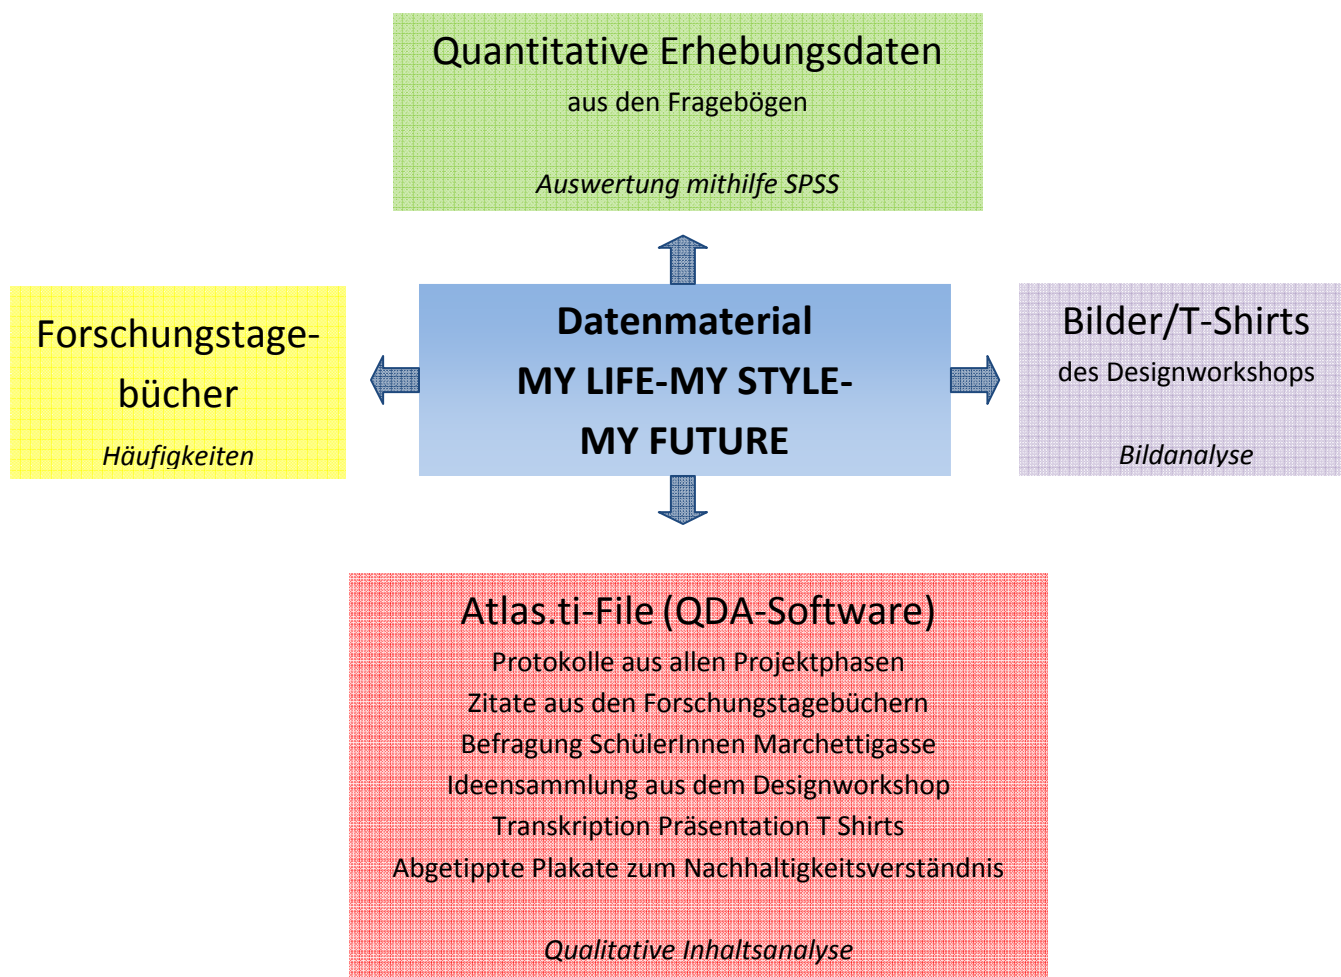 Quantitative Erhebungsdaten
aus den Fragebögen
Auswertung mithilfe SPSS
Forschungstage-
bücher
Häufigkeiten
Datenmaterial
MY LIFE-MY STYLE-
MY FUTURE
Bilder/T-Shirts
des Designworkshops
Bildanalyse
Atlas.ti-File (QDA-Software)
Protokolle aus allen Projektphasen
Zitate aus den Forschungstagebüchern
Befragung SchülerInnen Marchettigasse
Ideensammlung aus dem Designworkshop
Transkription Präsentation T Shirts
Abgetippte Plakate zum Nachhaltigkeitsverständnis
Qualitative Inhaltsanalyse